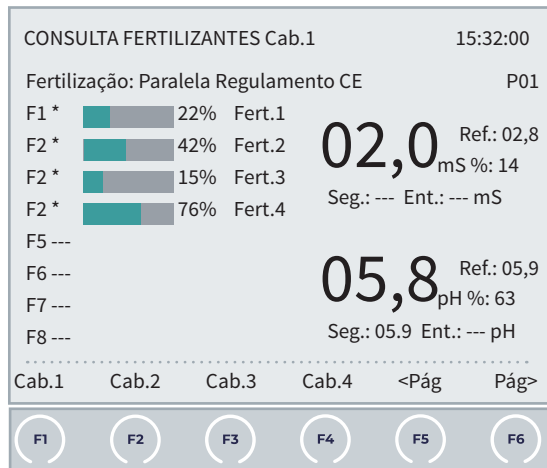 CONSULTA FERTILIZANTES Cab.1 15:32:00
Fertilização: Paralela Regulamento CE P01
F1 * 22% Fert.1
F2 * 42% Fert.2
F2 * 15% Fert.3
F2 * 76% Fert.4
F5 ---
F6 ---
F7 ---
F8 ---
02,0 mS Ref.: 02,8
%: 14
Seg.: --- Ent.: --- mS
05,8 pH Ref.: 05,9
%: 63
Seg.: 05.9 Ent.: --- pH
Cab.1 Cab.2 Cab.3 Cab.4 <Pág Pág>
F1 F2 F3 F4 F5 F6